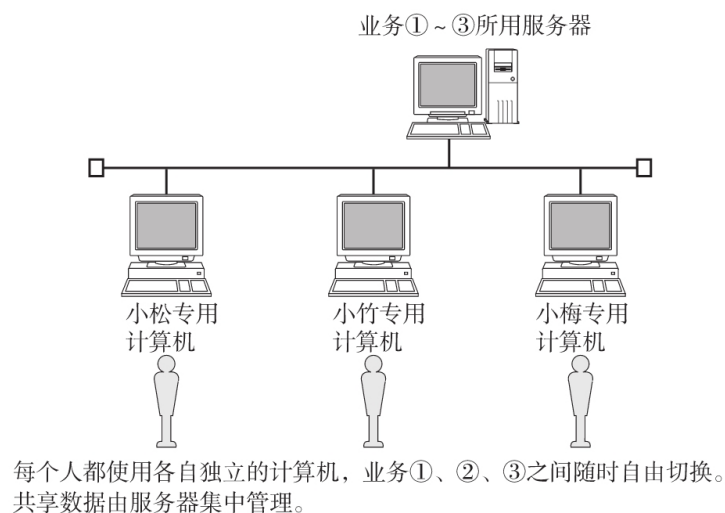 业务①~③所用服务器
小松专用
计算机
小竹专用
计算机
小梅专用
计算机
每个人都使用各自独立的计算机，业务①、②、③之间随时自由切换。
共享数据由服务器集中管理。